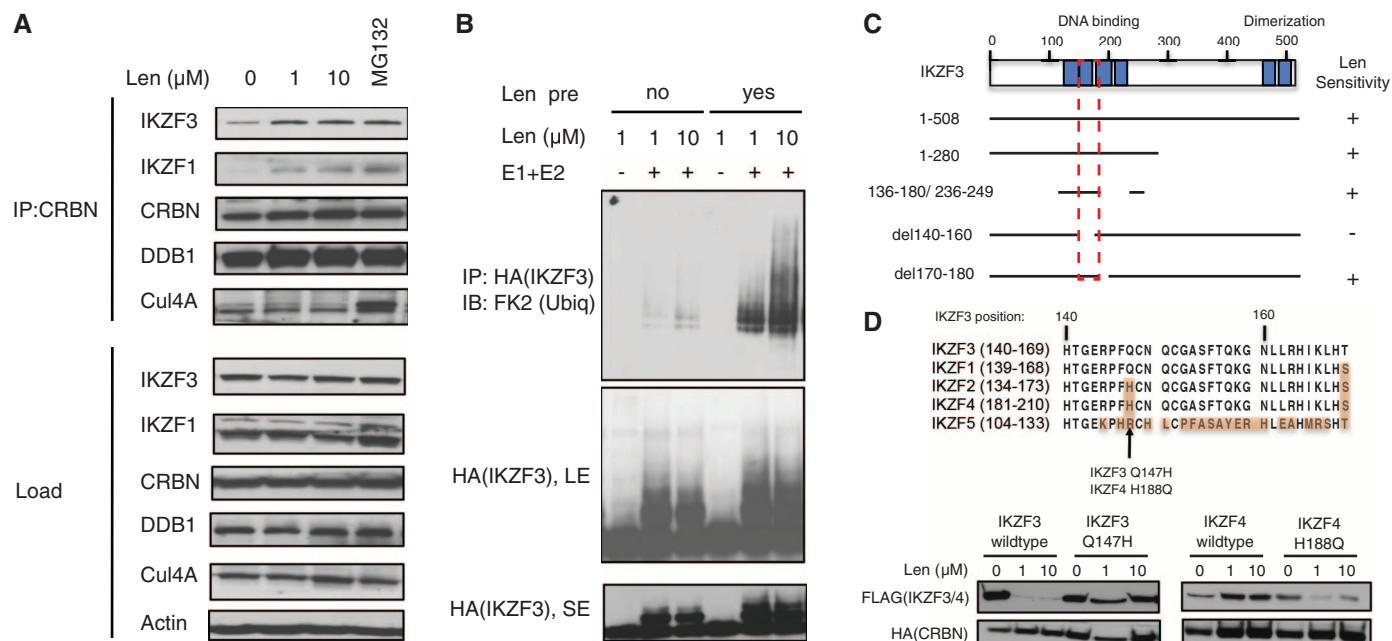 A
Len (µM) 0 1 10 MG132
IP:CRBN
IKZF3
IKZF1
CRBN
DDB1
Cul4A
Load
IKZF3
IKZF1
CRBN
DDB1
Cul4A
Actin
B
Len pre no yes
Len (µM) 1 1 10 1 1 10
E1+E2 - + + - + +
IP: HA(IKZF3)
IB: FK2 (Ubiq)
HA(IKZF3), LE
HA(IKZF3), SE
C
DNA binding Dimerization
0 100 200 300 400 500
IKZF3
Len
Sensitivity
1-508 +
1-280 +
136-180/ 236-249 +
del140-160 -
del170-180 +
D
IKZF3 position: 140 160
IKZF3 (140-169) HTGERPFQCN QCGASFTQKG NLLRHIKLHT
IKZF1 (139-168) HTGERPFQCN QCGASFTQKG NLLRHIKLHS
IKZF2 (134-173) HTGERPFHCN QCGASFTQKG NLLRHIKLHS
IKZF4 (181-210) HTGERPFHCN QCGASFTQKG NLLRHIKLHS
IKZF5 (104-133) HTGEKPHRCH LCPFASAYER HLEAHMRSHT
IKZF3 Q147H
IKZF4 H188Q
IKZF3 wildtype IKZF3 Q147H IKZF4 wildtype IKZF4 H188Q
Len (µM) 0 1 10 0 1 10 0 1 10 0 1 10
FLAG(IKZF3/4)
HA(CRBN)